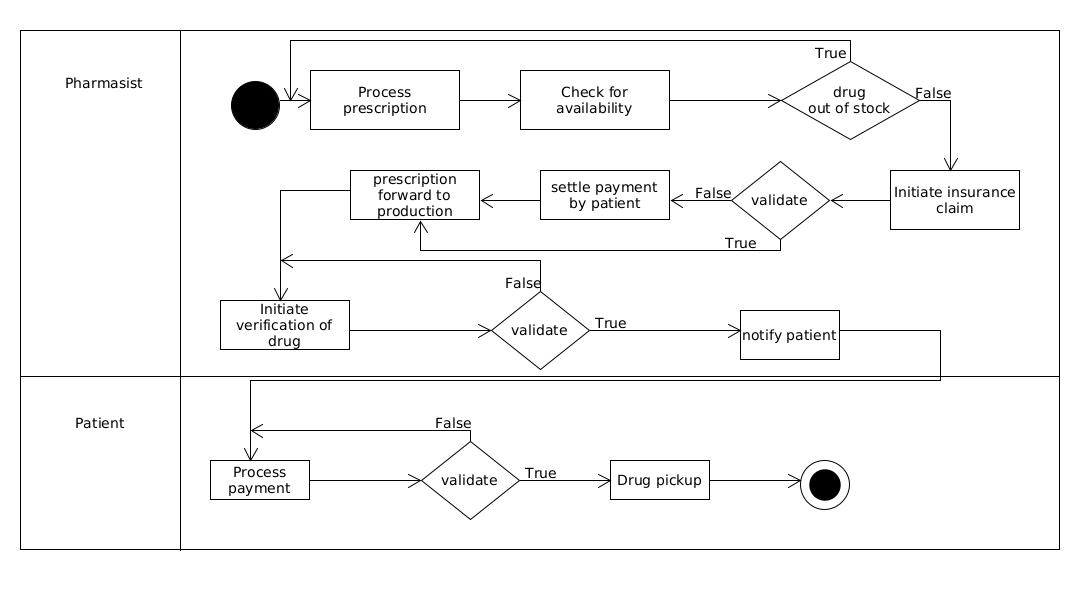 Pharmasist
True
Process
prescription
Check for
availability
drug
out of stock
False
prescription
forward to
production
settle payment
by patient
False
validate
Initiate insurance
claim
True
False
Initiate
verification of
drug
validate
True
notify patient
Patient
False
Process
payment
validate
True
Drug pickup